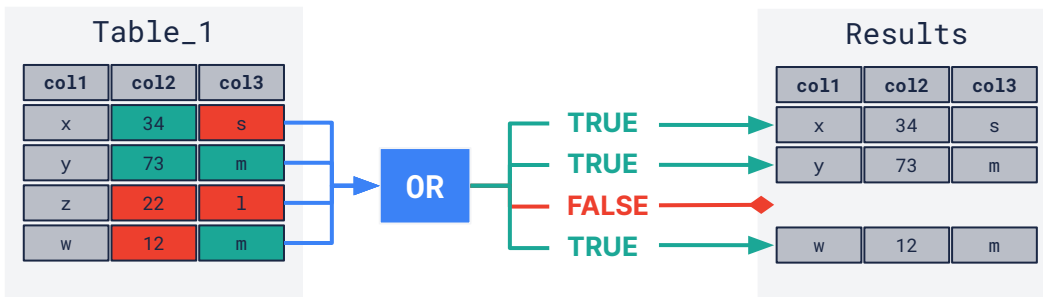 Table_1
col1 col2 col3
x 34 s
y 73 m
z 22 l
w 12 m
OR
TRUE
TRUE
FALSE
TRUE
Results
col1 col2 col3
x 34 s
y 73 m
w 12 m